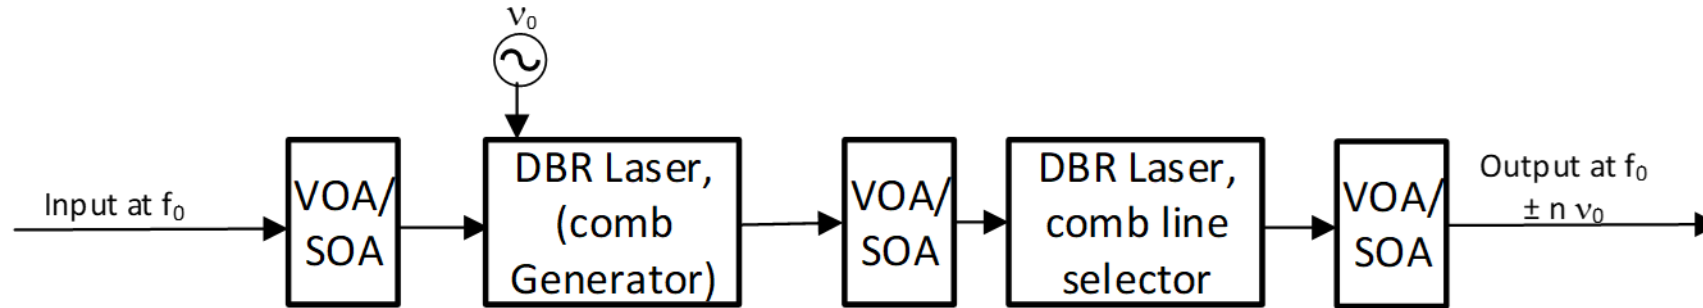 ν₀
Input at f₀
VOA/
SOA
DBR Laser,
(comb
Generator)
VOA/
SOA
DBR Laser,
comb line
selector
VOA/
SOA
Output at f₀
± n ν₀